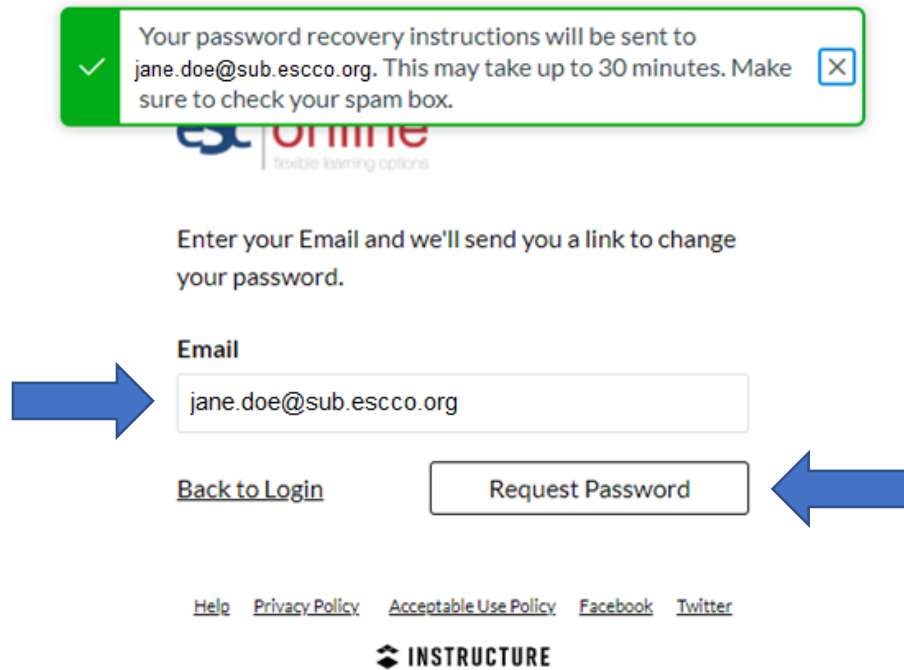 Your password recovery instructions will be sent to
jane.doe@sub.escco.org. This may take up to 30 minutes. Make
sure to check your spam box.
esc online
flexible learning options
Enter your Email and we'll send you a link to change
your password.
Email
jane.doe@sub.escco.org
Back to Login Request Password
Help Privacy Policy Acceptable Use Policy Facebook Twitter
INSTRUCTURE